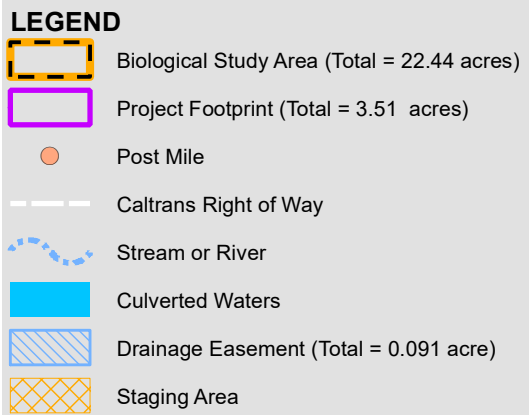 LEGEND
Biological Study Area (Total = 22.44 acres)
Project Footprint (Total = 3.51  acres)
Post Mile
Caltrans Right of Way
Stream or River
Culverted Waters
Drainage Easement (Total = 0.091 acre)
Staging Area